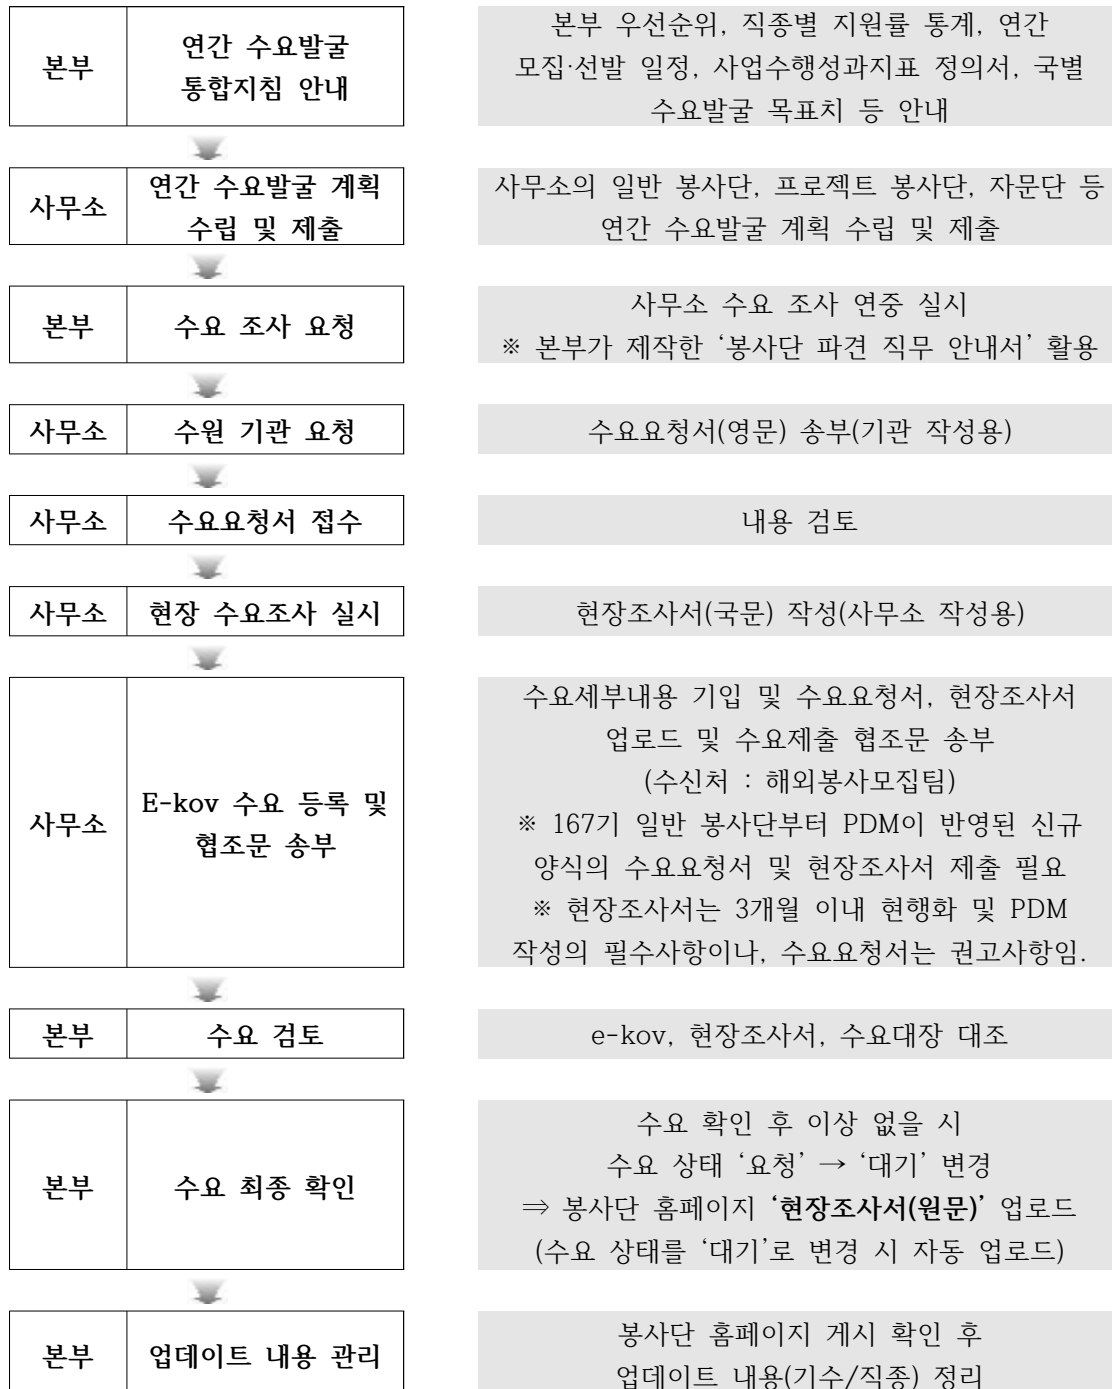 본부
연간 수요발굴
통합지침 안내
본부 우선순위, 직종별 지원률 통계, 연간
모집·선발 일정, 사업수행성과지표 정의서, 국별
수요발굴 목표치 등 안내
사무소
연간 수요발굴 계획
수립 및 제출
사무소의 일반 봉사단, 프로젝트 봉사단, 자문단 등
연간 수요발굴 계획 수립 및 제출
본부
수요 조사 요청
사무소 수요 조사 연중 실시
※ 본부가 제작한 ‘봉사단 파견 직무 안내서’ 활용
사무소
수원 기관 요청
수요요청서(영문) 송부(기관 작성용)
사무소
수요요청서 접수
내용 검토
사무소
현장 수요조사 실시
현장조사서(국문) 작성(사무소 작성용)
사무소
E-kov 수요 등록 및
협조문 송부
수요세부내용 기입 및 수요요청서, 현장조사서
업로드 및 수요제출 협조문 송부
(수신처 : 해외봉사모집팀)
※ 167기 일반 봉사단부터 PDM이 반영된 신규
양식의 수요요청서 및 현장조사서 제출 필요
※ 현장조사서는 3개월 이내 현행화 및 PDM
작성의 필수사항이나, 수요요청서는 권고사항임.
본부
수요 검토
e-kov, 현장조사서, 수요대장 대조
본부
수요 최종 확인
수요 확인 후 이상 없을 시
수요 상태 ‘요청’ → ‘대기’ 변경
⇒ 봉사단 홈페이지 ‘현장조사서(원문)’ 업로드
(수요 상태를 ‘대기’로 변경 시 자동 업로드)
본부
업데이트 내용 관리
봉사단 홈페이지 게시 확인 후
업데이트 내용(기수/직종) 정리